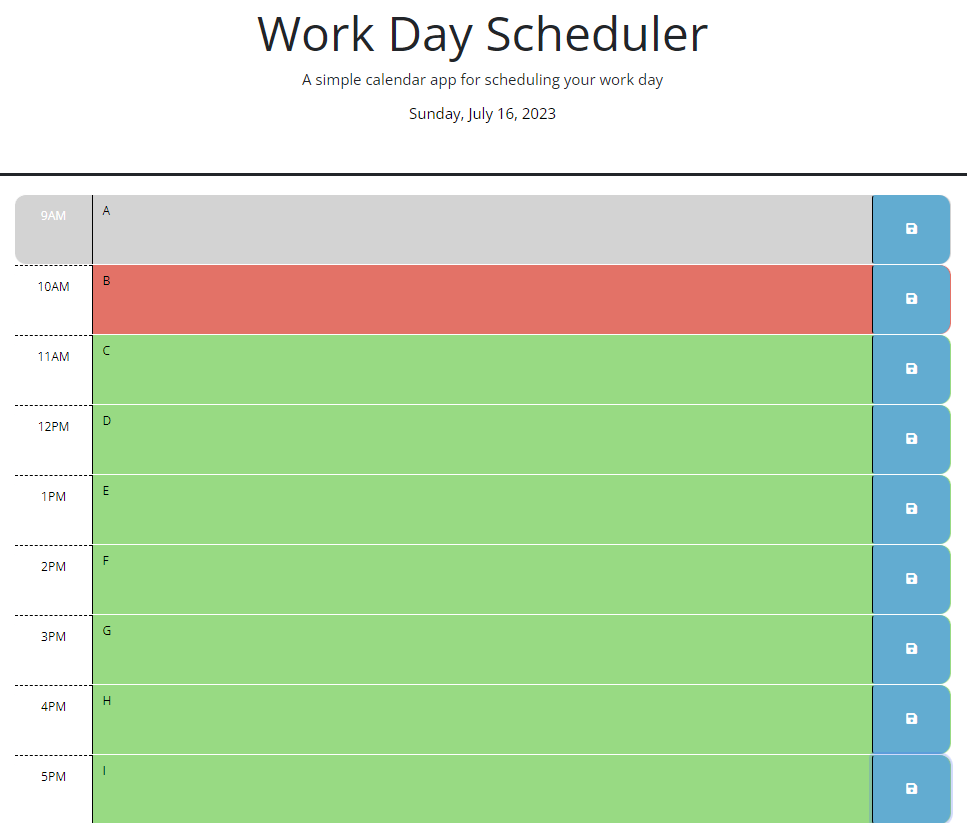 Work Day Scheduler
A simple calendar app for scheduling your work day
Sunday, July 16, 2023
9AM A
10AM B
11AM C
12PM D
1PM E
2PM F
3PM G
4PM H
5PM I